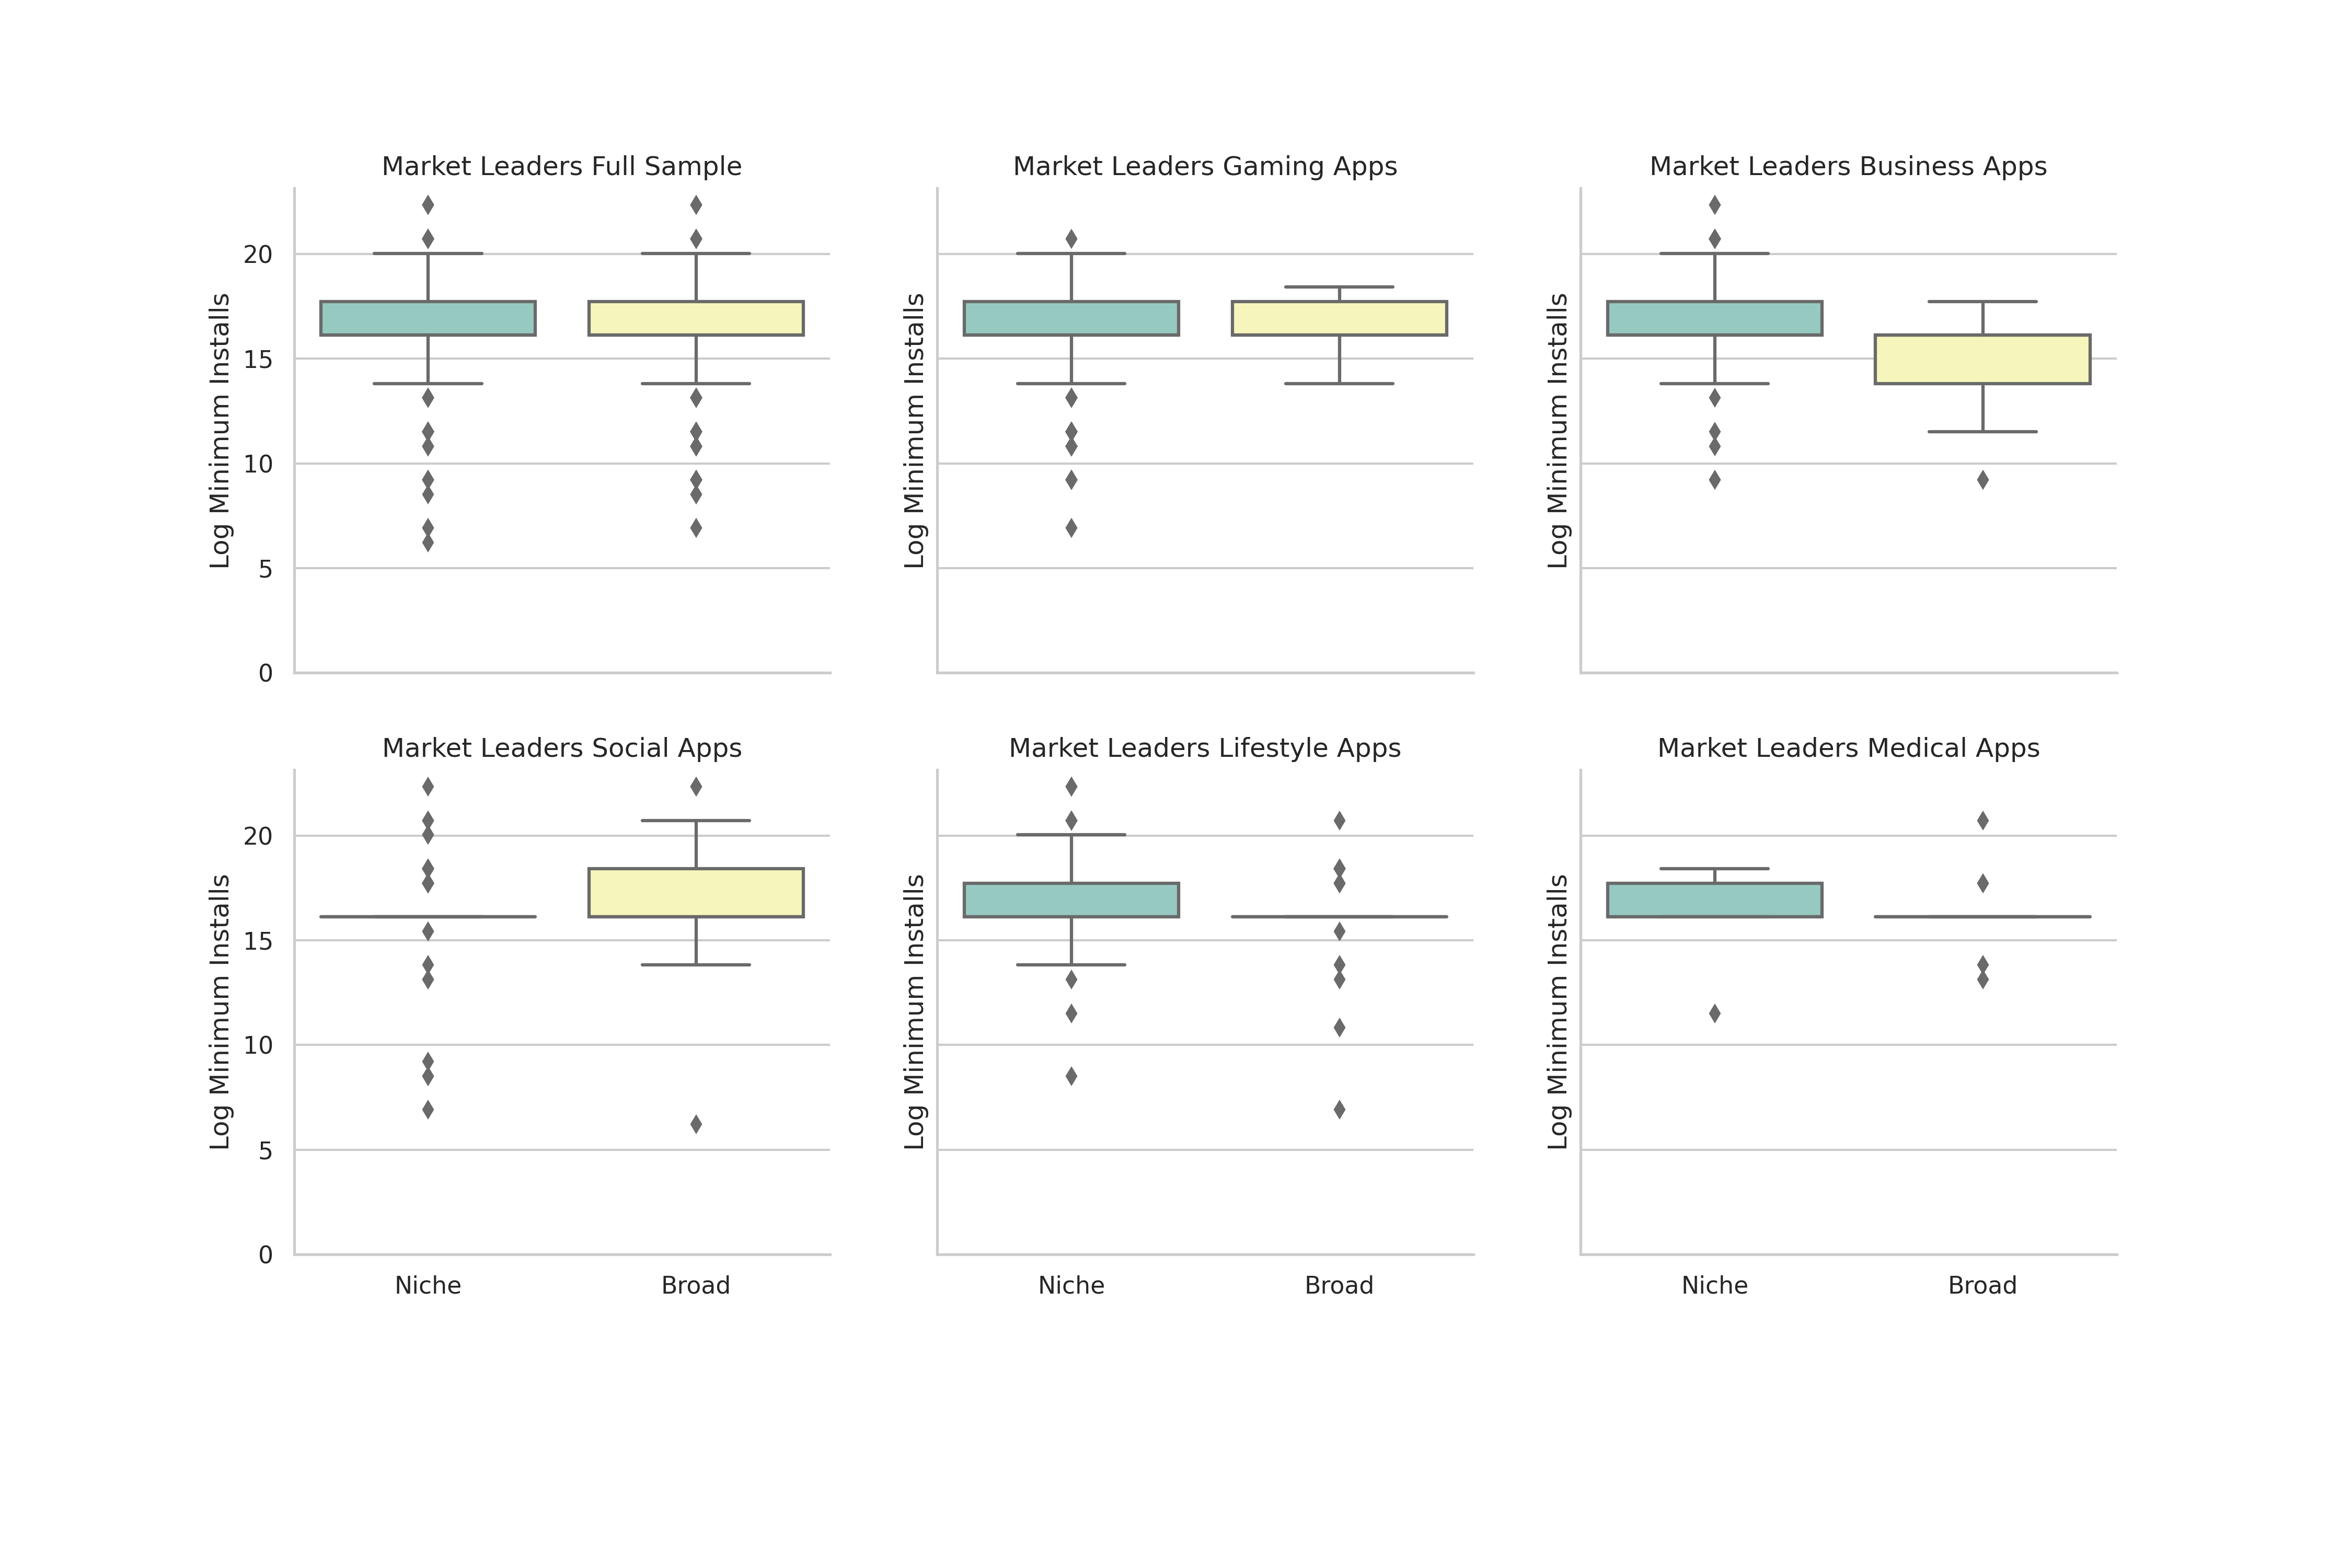 Market Leaders Full Sample
Market Leaders Gaming Apps
Market Leaders Business Apps
Log Minimum Installs
20
15
10
5
0
Log Minimum Installs
Log Minimum Installs
Market Leaders Social Apps
Market Leaders Lifestyle Apps
Market Leaders Medical Apps
Log Minimum Installs
20
15
10
5
0
Log Minimum Installs
Log Minimum Installs
Niche
Broad
Niche
Broad
Niche
Broad